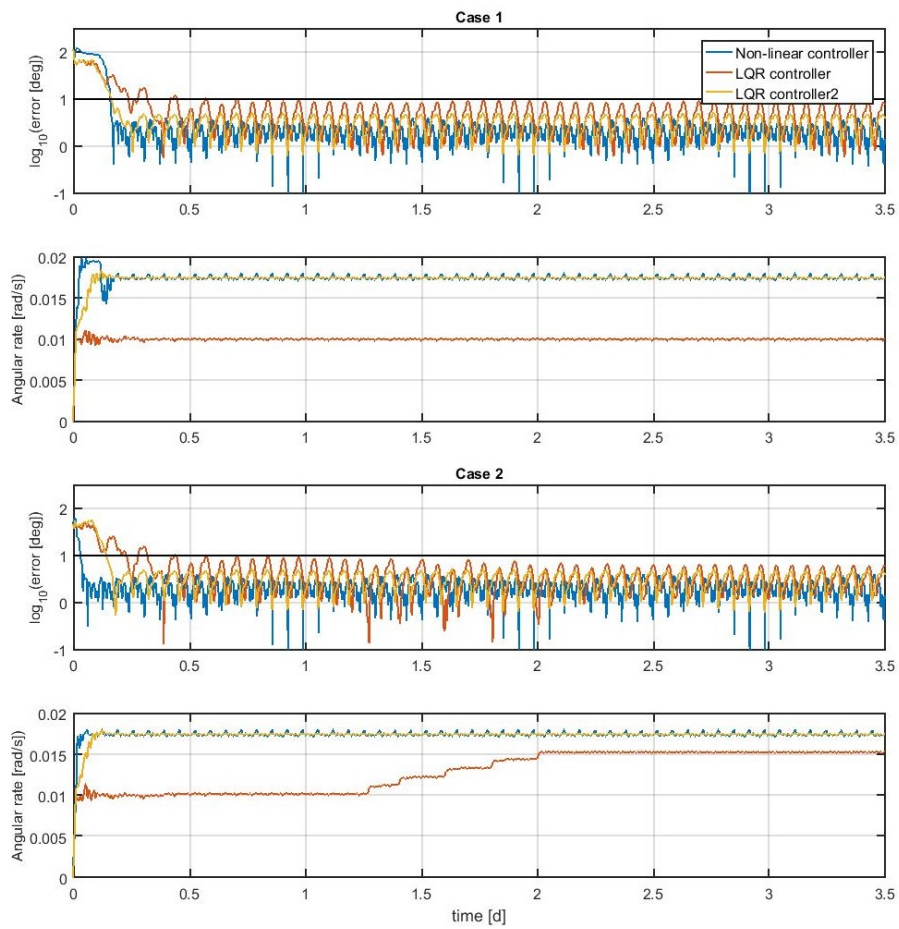 Case 1
log10(error [deg])
2
1
0
-1
0 0.5 1 1.5 2 2.5 3 3.5
Non-linear controller
LQR controller
LQR controller2
Angular rate [rad/s]
0.02
0.015
0.01
0.005
0
0 0.5 1 1.5 2 2.5 3 3.5
Case 2
log10(error [deg])
2
1
0
-1
0 0.5 1 1.5 2 2.5 3 3.5
Angular rate [rad/s])
0.02
0.015
0.01
0.005
0
0 0.5 1 1.5 2 2.5 3 3.5
time [d]